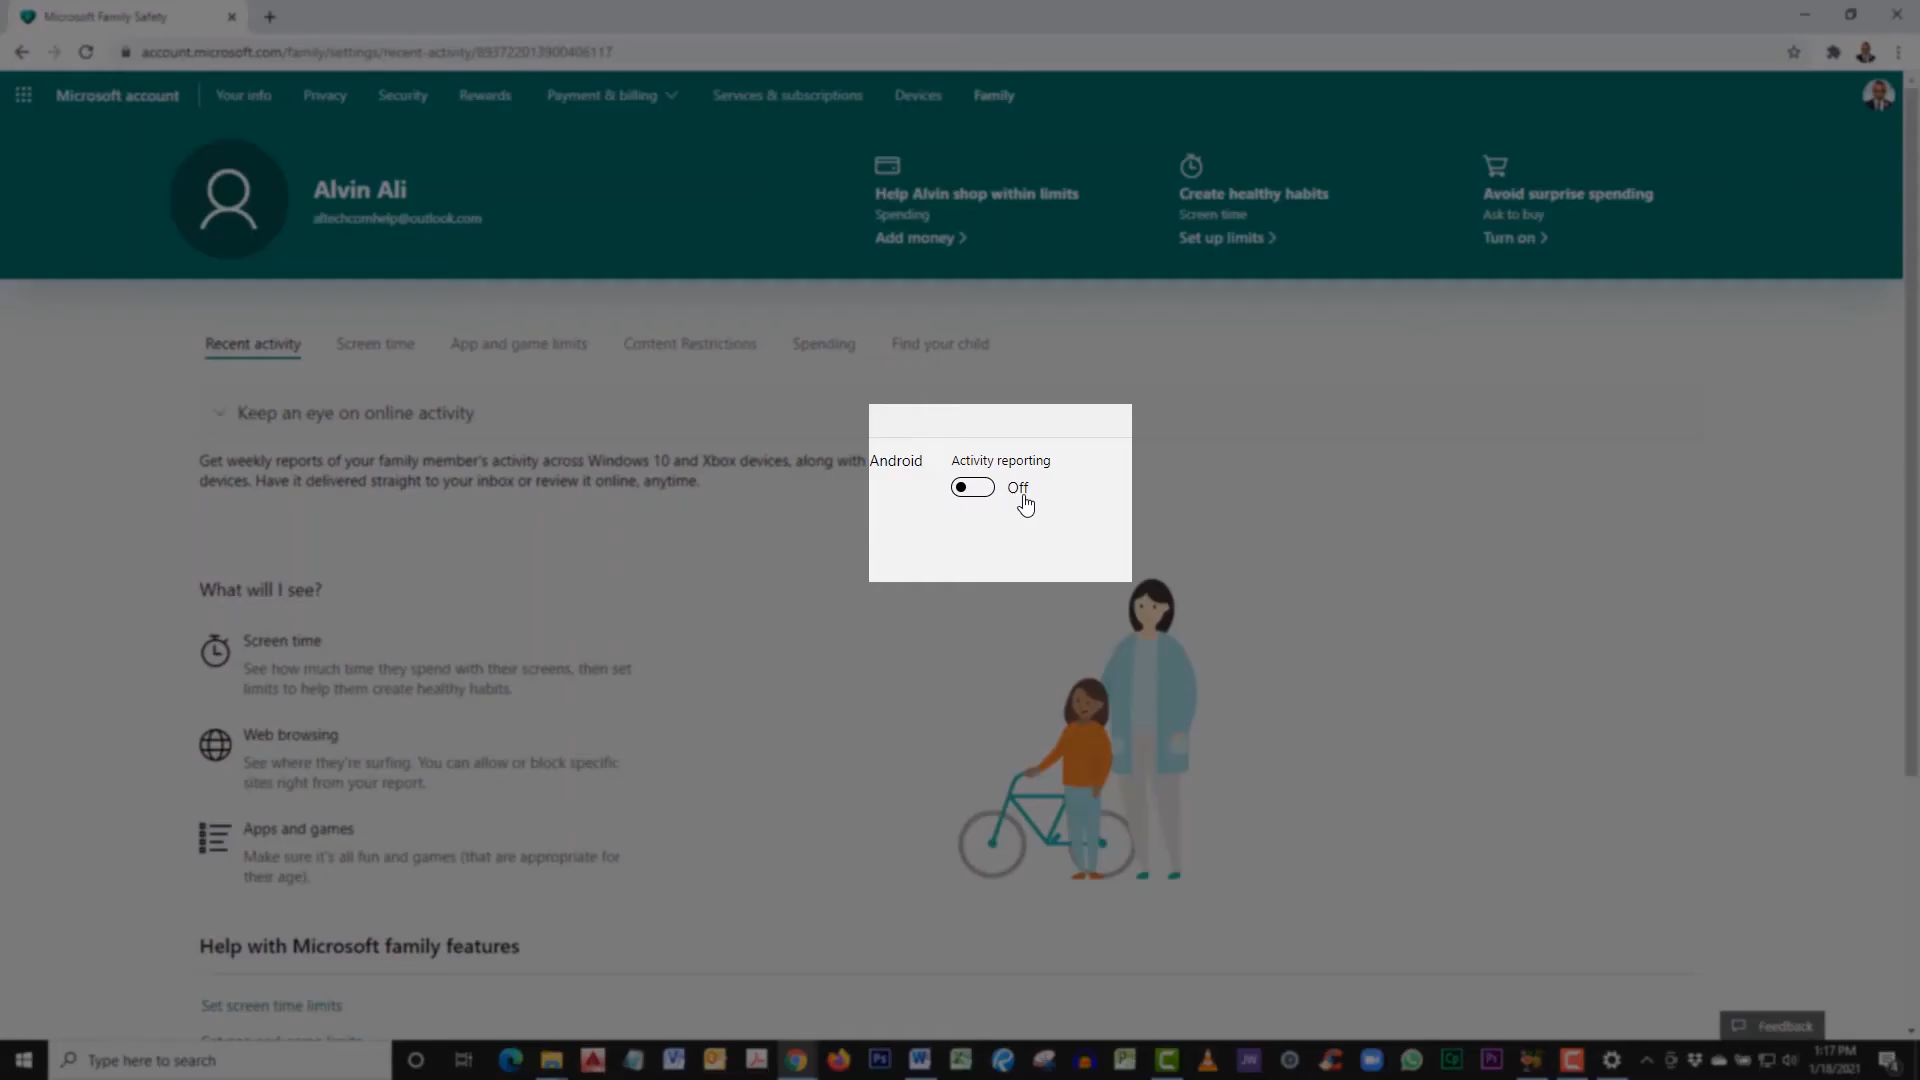 Microsoft Family Safety
account.microsoft.com/family/settings/recent-activity/893722013900406117
Microsoft account
Your info
Privacy
Security
Rewards
Payment & billing
Services & subscriptions
Devices
Family
Alvin Ali
altechcomhelp@outlook.com
Help Alvin shop within limits
Spending
Add money
Create healthy habits
Screen time
Set up limits
Avoid surprise spending
Ask to buy
Turn on
Recent activity
Screen time
App and game limits
Content Restrictions
Spending
Find your child
Keep an eye on online activity
Get weekly reports of your family member's activity across Windows 10 and Xbox devices, along with Android
devices. Have it delivered straight to your inbox or review it online, anytime.
Activity reporting
Off
What will I see?
Screen time
See how much time they spend with their screens, then set
limits to help them create healthy habits.
Web browsing
See where they're surfing. You can allow or block specific
sites right from your report.
Apps and games
Make sure it's all fun and games (that are appropriate for
their age).
Help with Microsoft family features
Set screen time limits
Feedback
Type here to search
1:17 PM
1/18/2021